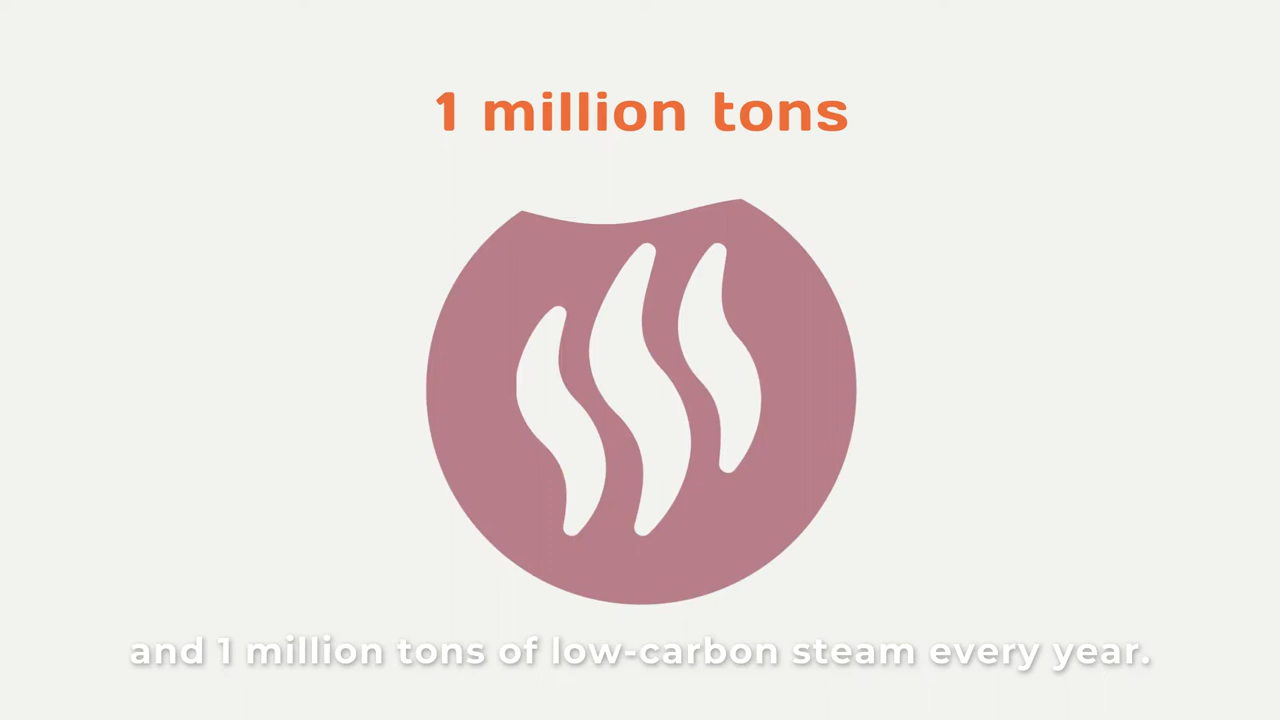 1 million tons
and 1 million tons of low-carbon steam every year.